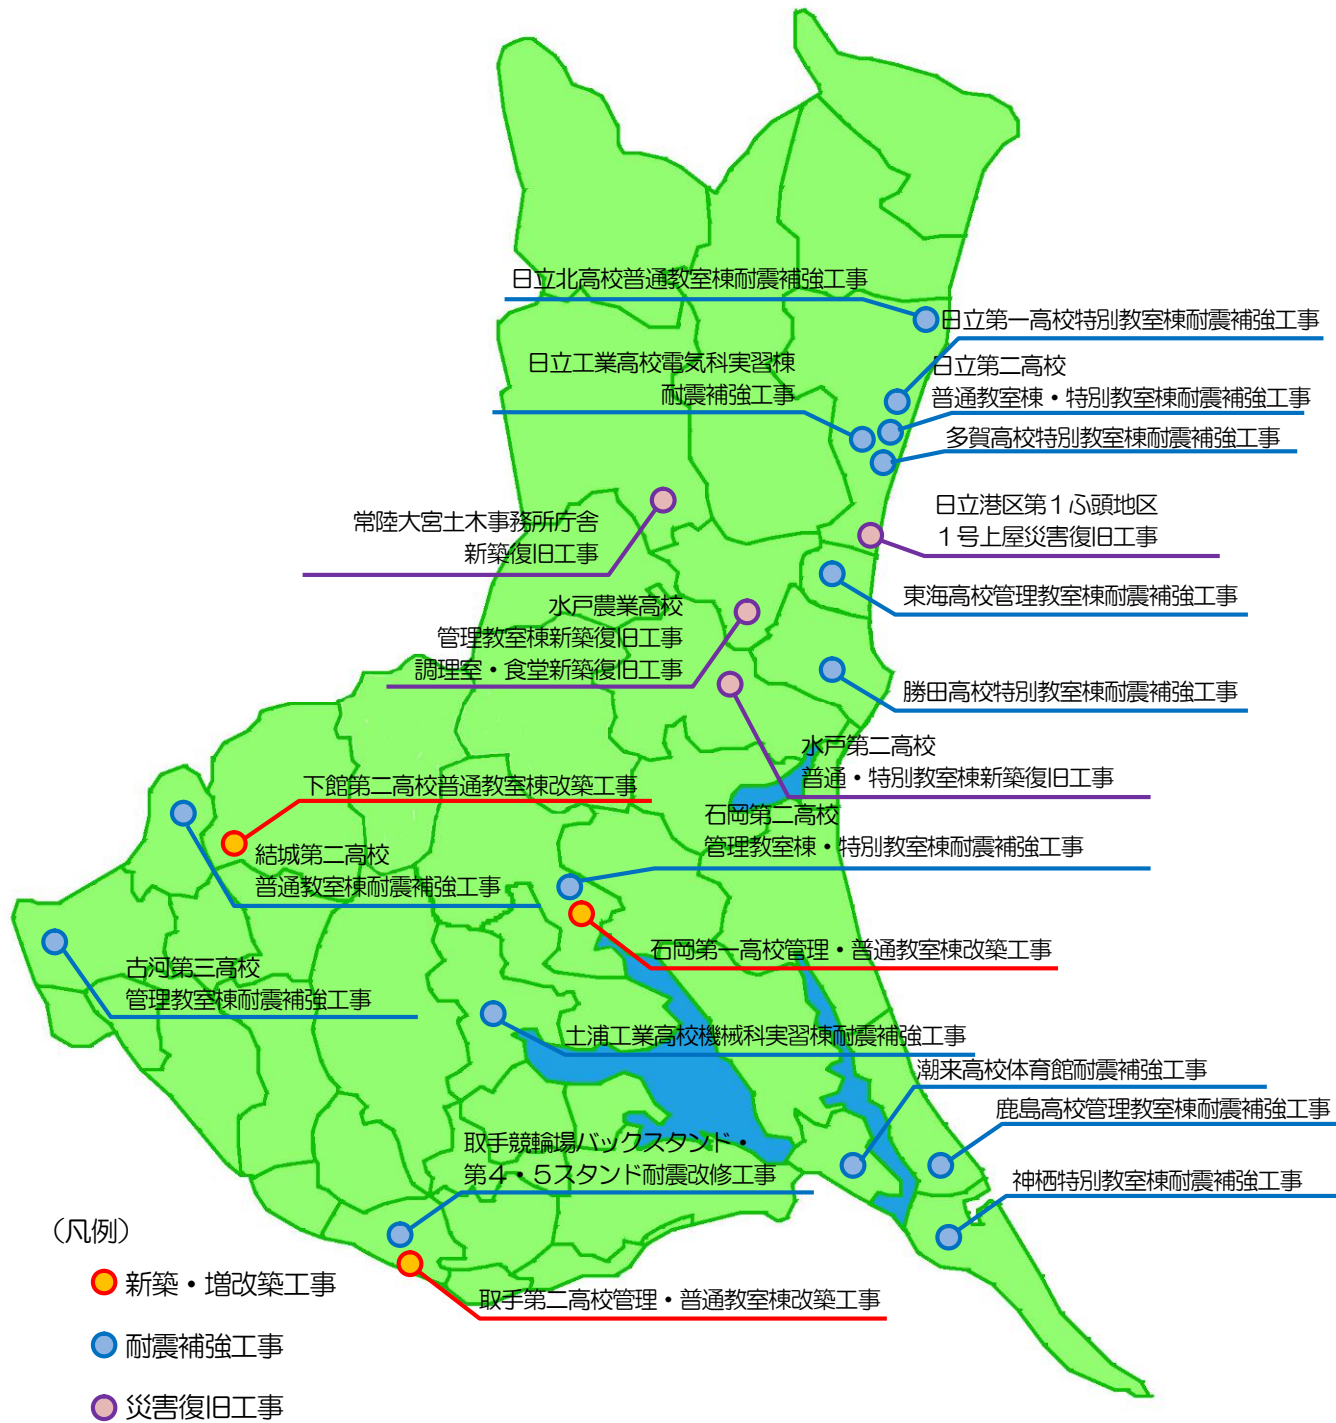 日立北高校普通教室棟耐震補強工事
日立第一高校特別教室棟耐震補強工事
日立工業高校電気科実習棟
耐震補強工事
日立第二高校
普通教室棟・特別教室棟耐震補強工事
多賀高校特別教室棟耐震補強工事
常陸大宮土木事務所庁舎
新築復旧工事
日立港区第１ふ頭地区
１号上屋災害復旧工事
東海高校管理教室棟耐震補強工事
水戸農業高校
管理教室棟新築復旧工事
調理室・食堂新築復旧工事
勝田高校特別教室棟耐震補強工事
水戸第二高校
普通・特別教室棟新築復旧工事
下館第二高校普通教室棟改築工事
石岡第二高校
管理教室棟・特別教室棟耐震補強工事
結城第二高校
普通教室棟耐震補強工事
石岡第一高校管理・普通教室棟改築工事
古河第三高校
管理教室棟耐震補強工事
土浦工業高校機械科実習棟耐震補強工事
潮来高校体育館耐震補強工事
鹿島高校管理教室棟耐震補強工事
取手競輪場バックスタンド・
第４・５スタンド耐震改修工事
神栖特別教室棟耐震補強工事
取手第二高校管理・普通教室棟改築工事
（凡例）
新築・増改築工事
耐震補強工事
災害復旧工事